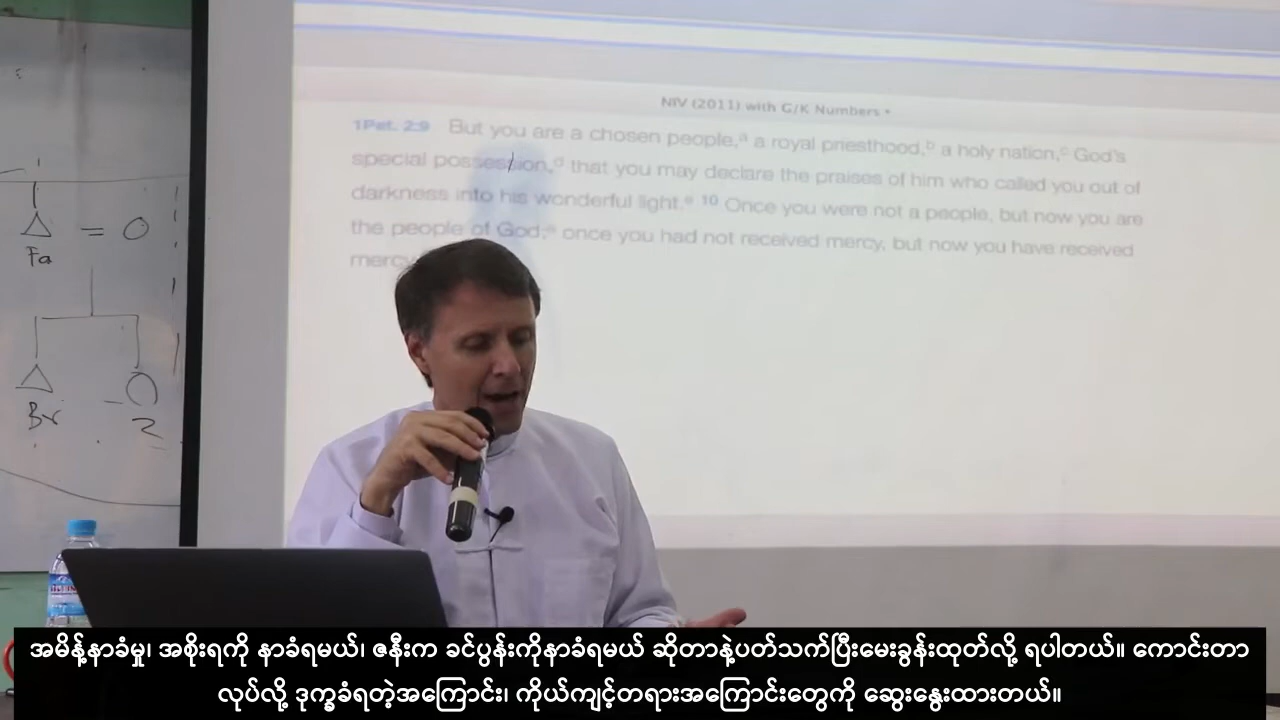 NIV (2011) with G/K Numbers
1Pet. 2:9 But you are a chosen people,ᵃ a royal priesthood,ᵇ a holy nation,ᶜ God's
special possession,ᵈ that you may declare the praises of him who called you out of
darkness into his wonderful light.ᵉ 10 Once you were not a people, but now you are
the people of God;ᵃ once you had not received mercy, but now you have received
mercy
= 0
Fa
Br
2
အမိန့်နာခံမှု၊ အစိုးရကို နာခံရမယ်၊ ဇနီးက ခင်ပွန်းကိုနာခံရမယ် ဆိုတာနဲ့ပတ်သက်ပြီးမေးခွန်းထုတ်လို့ ရပါတယ်။ ကောင်းတာ
လုပ်လို့ ဒုက္ခခံရတဲ့အကြောင်း၊ ကိုယ်ကျင့်တရားအကြောင်းတွေကို ဆွေးနွေးထားတယ်။